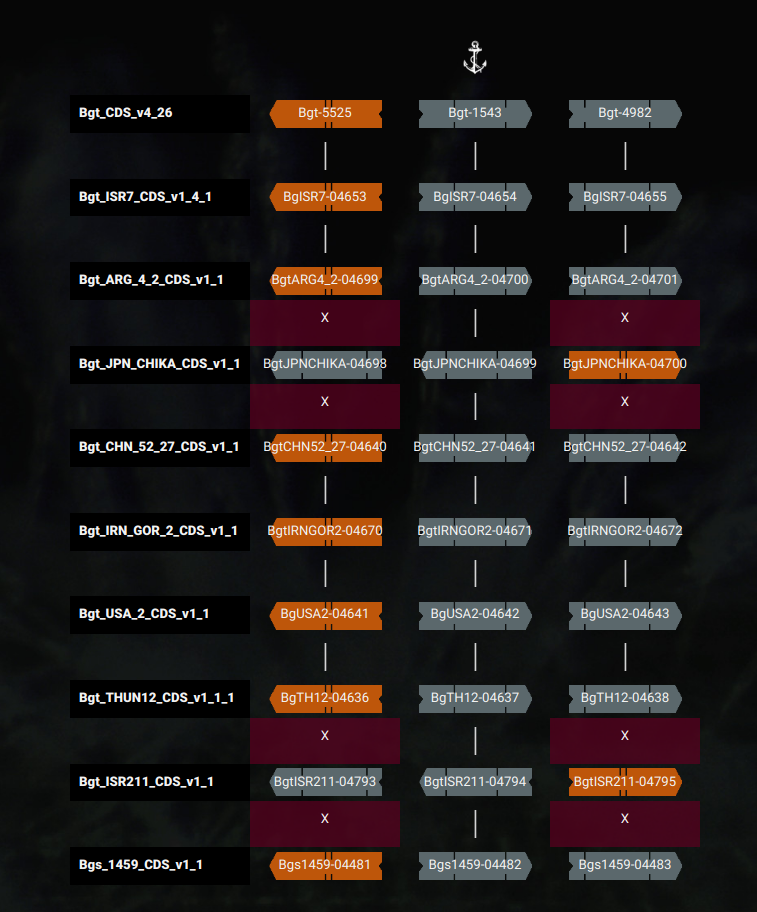 Bgt_CDS_v4_26 Bgt-5525 Bgt-1543 Bgt-4982
Bgt_ISR7_CDS_v1_4_1 BgISR7-04653 BgISR7-04654 BgISR7-04655
Bgt_ARG_4_2_CDS_v1_1 BgtARG4_2-04699 BgtARG4_2-04700 BgtARG4_2-04701
X X
Bgt_JPN_CHIKA_CDS_v1_1 BgtJPNCHIKA-04698 BgtJPNCHIKA-04699 BgtJPNCHIKA-04700
X X
Bgt_CHN_52_27_CDS_v1_1 BgtCHN52_27-04640 BgtCHN52_27-04641 BgtCHN52_27-04642
Bgt_IRN_GOR_2_CDS_v1_1 BgtIRNGOR2-04670 BgtIRNGOR2-04671 BgtIRNGOR2-04672
Bgt_USA_2_CDS_v1_1 BgUSA2-04641 BgUSA2-04642 BgUSA2-04643
Bgt_THUN12_CDS_v1_1_1 BgTH12-04636 BgTH12-04637 BgTH12-04638
X X
Bgt_ISR211_CDS_v1_1 BgtISR211-04793 BgtISR211-04794 BgtISR211-04795
X X
Bgs_1459_CDS_v1_1 Bgs1459-04481 Bgs1459-04482 Bgs1459-04483